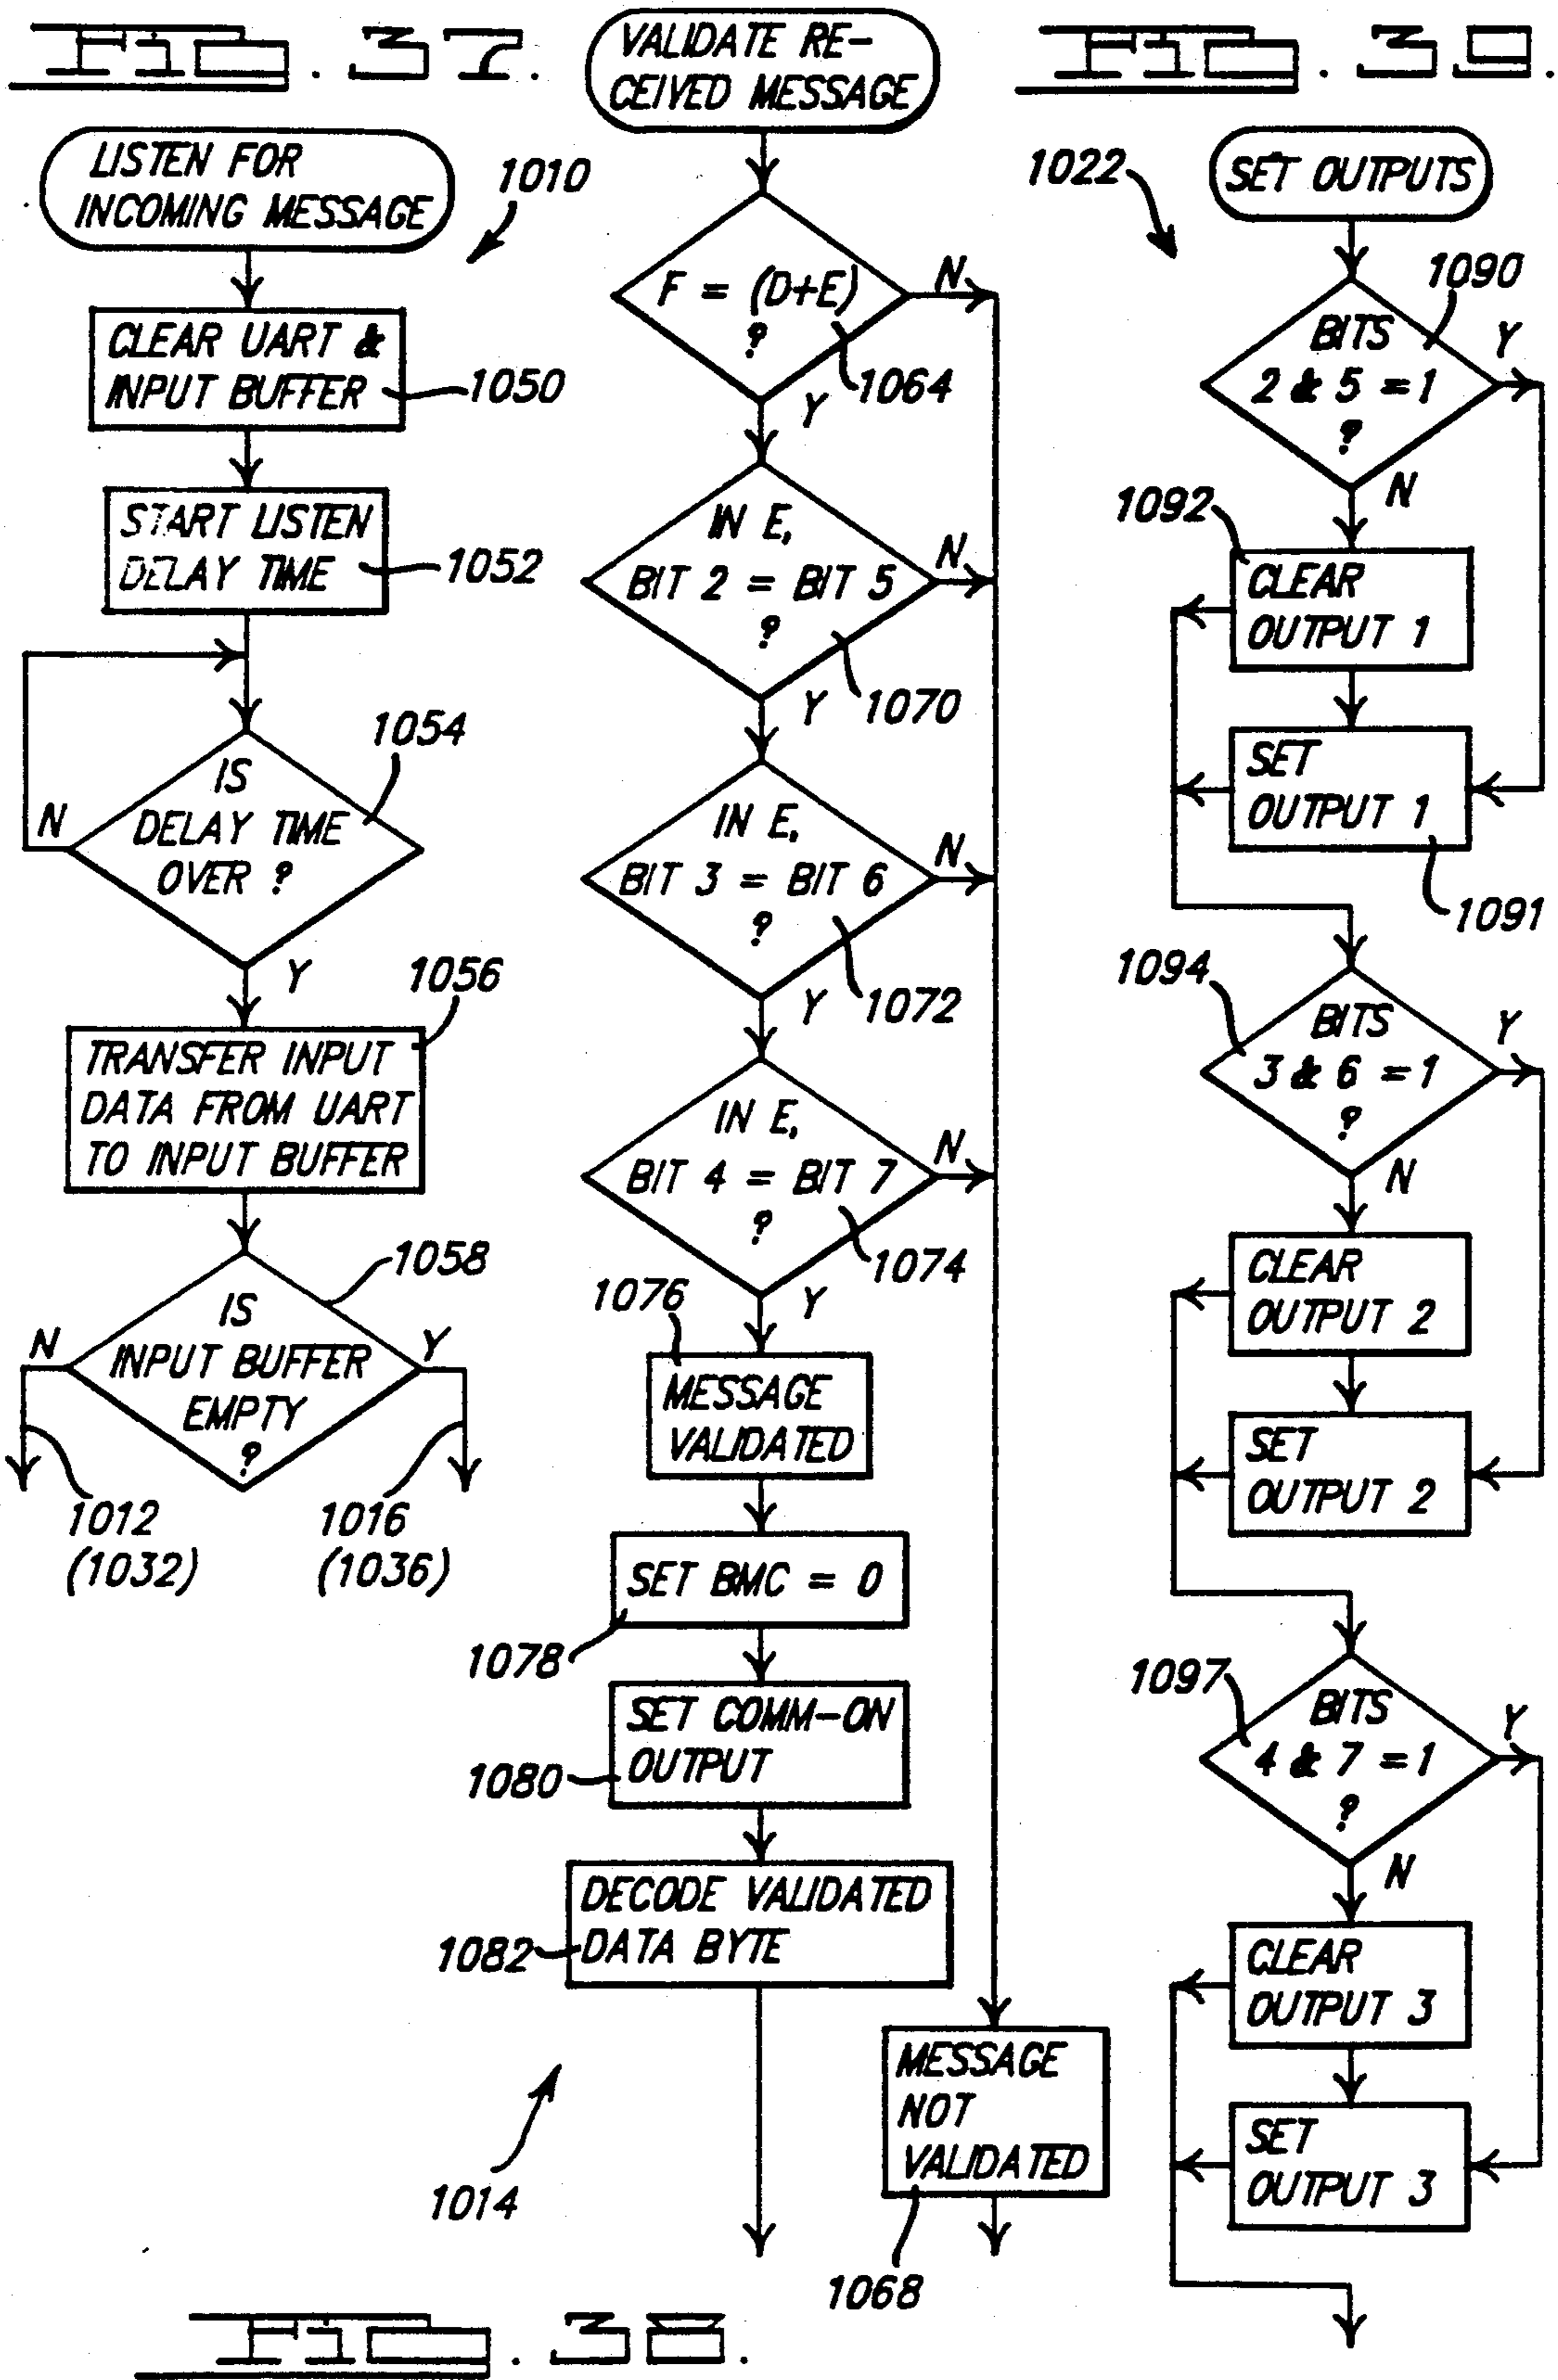 FIG. 37.
LISTEN FOR
INCOMING MESSAGE
1010
CLEAR UART &
INPUT BUFFER
1050
START LISTEN
DELAY TIME
1052
1054
IS
DELAY TIME
OVER ?
N
Y
1056
TRANSFER INPUT
DATA FROM UART
TO INPUT BUFFER
1058
IS
INPUT BUFFER
EMPTY
?
N
Y
1012
(1032)
1016
(1036)
VALIDATE RE-
CEIVED MESSAGE
F = (D+E)
?
N
1064
Y
IN E,
BIT 2 = BIT 5
?
N
1070
Y
IN E,
BIT 3 = BIT 6
?
N
1072
Y
IN E,
BIT 4 = BIT 7
?
N
1074
Y
1076
MESSAGE
VALIDATED
SET BMC = 0
1078
SET COMM-ON
OUTPUT
1080
DECODE VALIDATED
DATA BYTE
1082
MESSAGE
NOT
VALIDATED
1068
1014
FIG. 38.
FIG. 39.
1022
SET OUTPUTS
1090
BITS
2 & 5 = 1
?
Y
N
1092
CLEAR
OUTPUT 1
SET
OUTPUT 1
1091
1094
BITS
3 & 6 = 1
?
Y
N
CLEAR
OUTPUT 2
SET
OUTPUT 2
1097
BITS
4 & 7 = 1
?
Y
N
CLEAR
OUTPUT 3
SET
OUTPUT 3